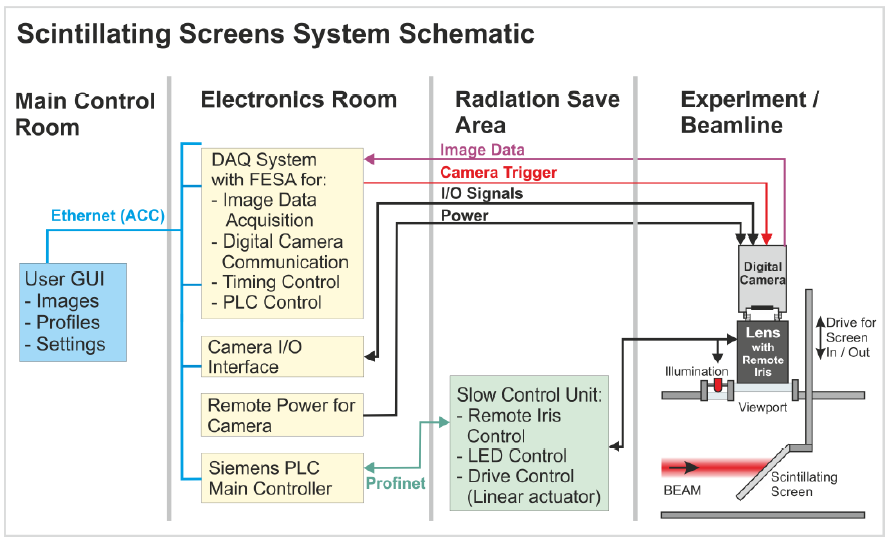 Scintillating Screens System Schematic
Main Control
Room
Electronics Room
Radiation Save
Area
Experiment /
Beamline
Ethernet (ACC)
User GUI
- Images
- Profiles
- Settings
DAQ System
with FESA for:
- Image Data
Acquisition
- Digital Camera
Communication
- Timing Control
- PLC Control
Camera I/O
Interface
Remote Power for
Camera
Siemens PLC
Main Controller
Profinet
Image Data
Camera Trigger
I/O Signals
Power
Slow Control Unit:
- Remote Iris
Control
- LED Control
- Drive Control
(Linear actuator)
Digital
Camera
Lens
with
Remote
Iris
Drive for
Screen
In / Out
Illumination
Viewport
BEAM
Scintillating
Screen